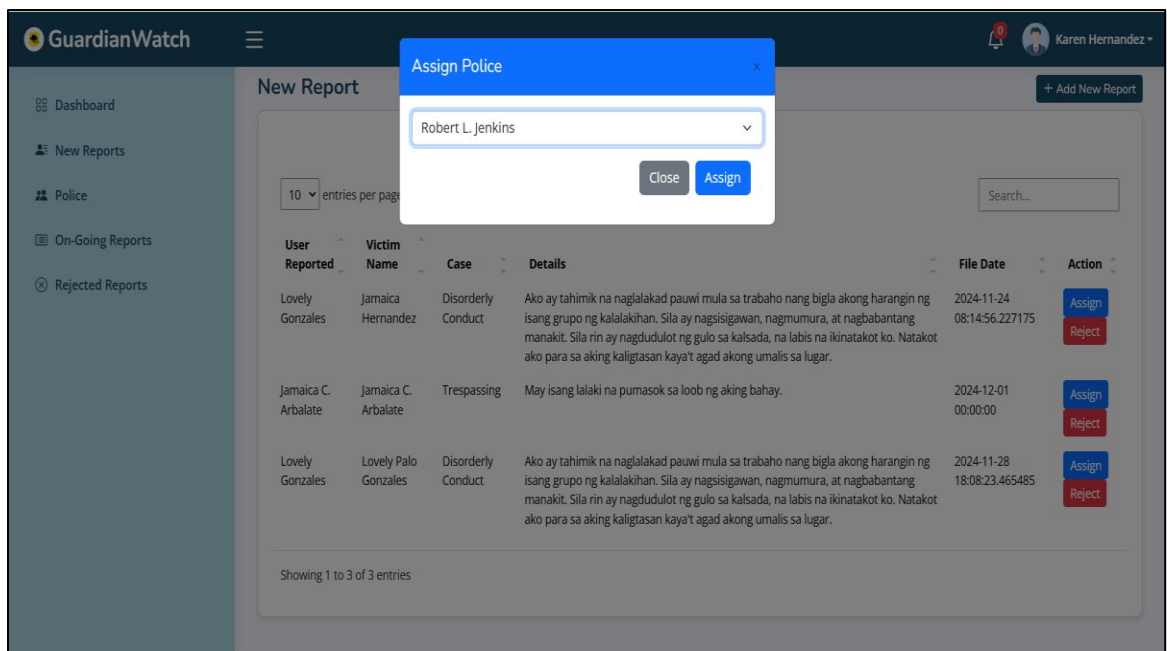 GuardianWatch
0
Karen Hernandez
Assign Police
×
New Report
+ Add New Report
Dashboard
New Reports
Police
On-Going Reports
Rejected Reports
Robert L. Jenkins
Close
Assign
10 entries per page
Search...
User Reported
Victim Name
Case
Details
File Date
Action
Lovely Gonzales
Jamaica Hernandez
Disorderly Conduct
Ako ay tahimik na naglalakad pauwi mula sa trabaho nang bigla akong harangin ng
isang grupo ng kalalakihan. Sila ay nagsisigawan, nagmumura, at nagbabantang
manakit. Sila rin ay nagdudulot ng gulo sa kalsada, na labis na ikinatakot ko. Natakot
ako para sa aking kaligtasan kaya't agad akong umalis sa lugar.
2024-11-24
08:14:56.227175
Assign
Reject
Jamaica C. Arbalate
Jamaica C. Arbalate
Trespassing
May isang lalaki na pumasok sa loob ng aking bahay.
2024-12-01
00:00:00
Assign
Reject
Lovely Gonzales
Lovely Palo Gonzales
Disorderly Conduct
Ako ay tahimik na naglalakad pauwi mula sa trabaho nang bigla akong harangin ng
isang grupo ng kalalakihan. Sila ay nagsisigawan, nagmumura, at nagbabantang
manakit. Sila rin ay nagdudulot ng gulo sa kalsada, na labis na ikinatakot ko. Natakot
ako para sa aking kaligtasan kaya't agad akong umalis sa lugar.
2024-11-28
18:08:23.465485
Assign
Reject
Showing 1 to 3 of 3 entries